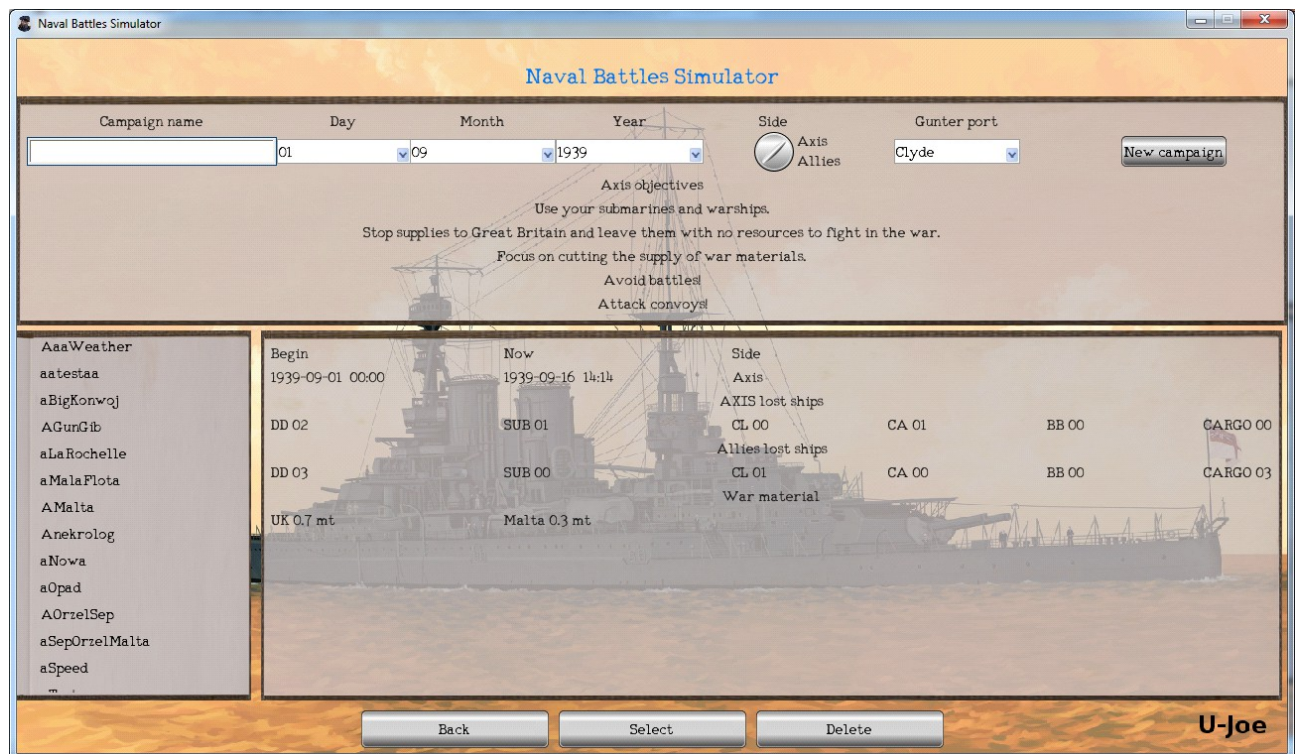 Naval Battles Simulator
Naval Battles Simulator
Campaign name Day Month Year Side Gunter port
01 09 1939 Axis Allies Clyde New campaign
Axis objectives
Use your submarines and warships.
Stop supplies to Great Britain and leave them with no resources to fight in the war.
Focus on cutting the supply of war materials.
Avoid battles!
Attack convoys!
AaaWeather
aatestaa
aBigKonwoj
AGunGib
aLaRochelle
aMalaFlota
AMalta
Anekrolog
aNowa
aOpad
AOrzelSep
aSepOrzelMalta
aSpeed
Begin Now Side
1939-09-01 00:00 1939-09-16 14:14 Axis
AXIS lost ships
DD 02 SUB 01 CL 00 CA 01 BB 00 CARGO 00
Allies lost ships
DD 03 SUB 00 CL 01 CA 00 BB 00 CARGO 03
War material
UK 0.7 mt Malta 0.3 mt
Back Select Delete
U-Joe